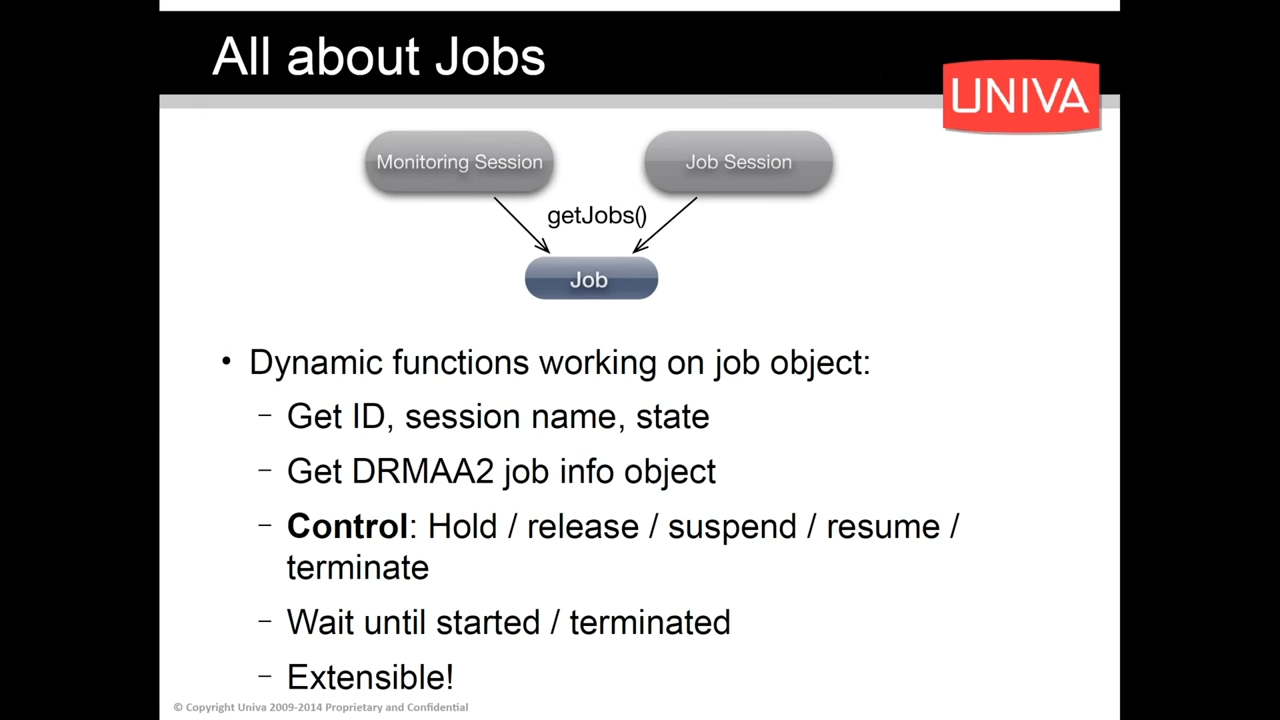 All about Jobs
UNIVA
Monitoring Session
Job Session
getJobs()
Job
• Dynamic functions working on job object:
– Get ID, session name, state
– Get DRMAA2 job info object
– Control: Hold / release / suspend / resume /
terminate
– Wait until started / terminated
– Extensible!
© Copyright Univa 2009-2014 Proprietary and Confidential